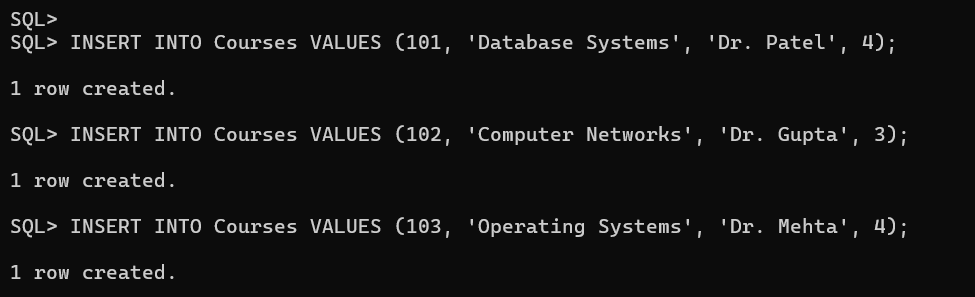 SQL>
SQL> INSERT INTO Courses VALUES (101, 'Database Systems', 'Dr. Patel', 4);
1 row created.
SQL> INSERT INTO Courses VALUES (102, 'Computer Networks', 'Dr. Gupta', 3);
1 row created.
SQL> INSERT INTO Courses VALUES (103, 'Operating Systems', 'Dr. Mehta', 4);
1 row created.